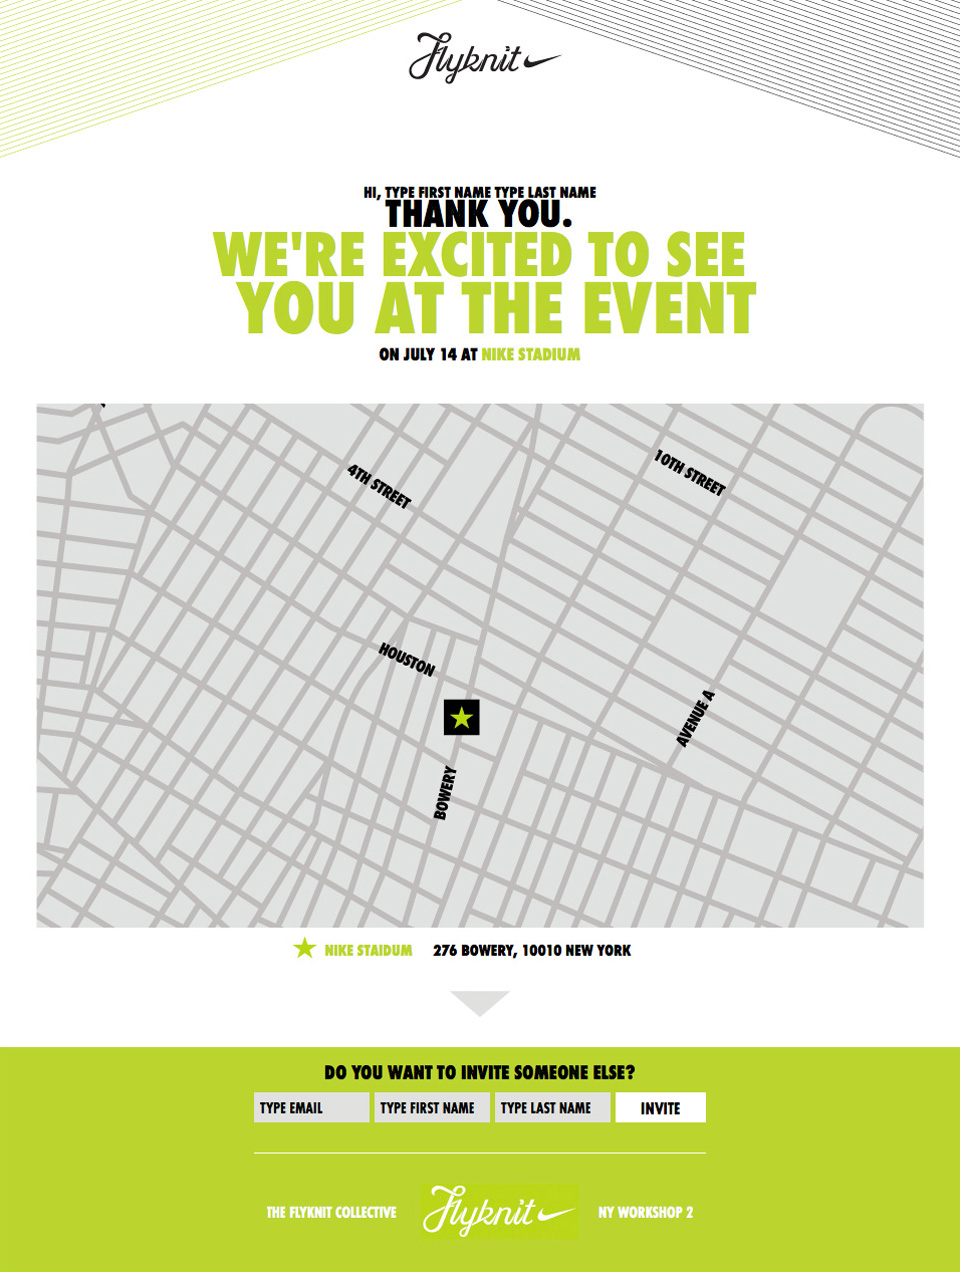 Flyknit
HI, TYPE FIRST NAME TYPE LAST NAME
THANK YOU.
WE'RE EXCITED TO SEE
YOU AT THE EVENT
ON JULY 14 AT NIKE STADIUM
4TH STREET
10TH STREET
HOUSTON
AVENUE A
BOWERY
NIKE STAIDUM 276 BOWERY, 10010 NEW YORK
DO YOU WANT TO INVITE SOMEONE ELSE?
TYPE EMAIL TYPE FIRST NAME TYPE LAST NAME INVITE
THE FLYKNIT COLLECTIVE Flyknit NY WORKSHOP 2